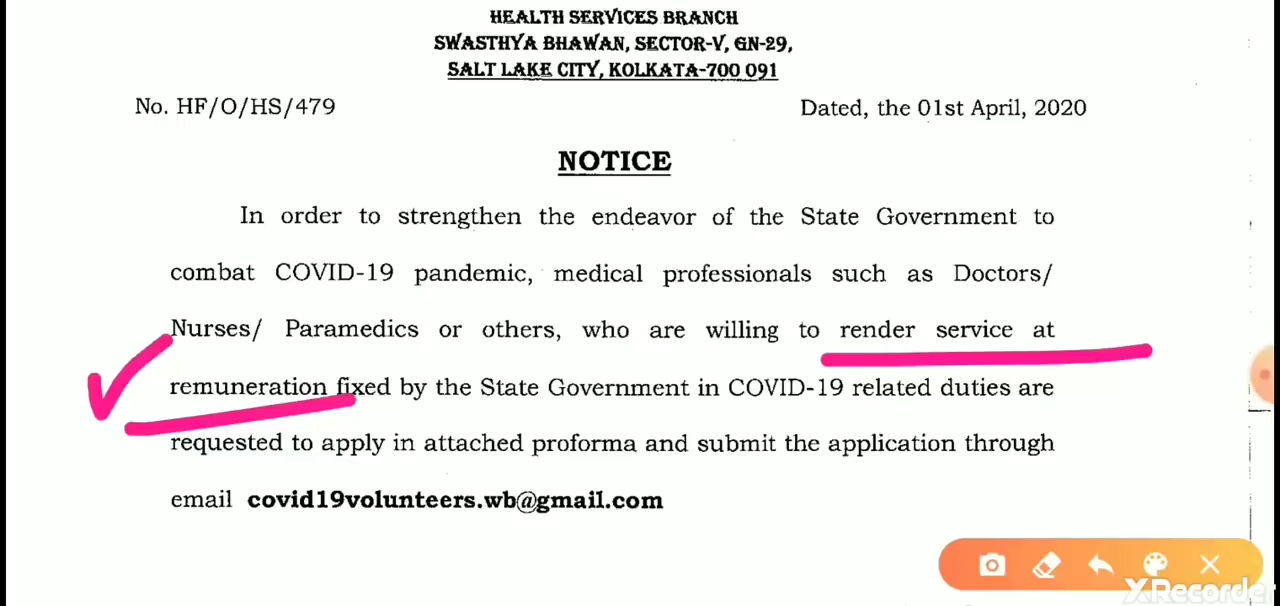 HEALTH SERVICES BRANCH
SWASTHYA BHAWAN, SECTOR-V, GN-29,
SALT LAKE CITY, KOLKATA-700 091
No. HF/O/HS/479 Dated, the 01st April, 2020
NOTICE
In order to strengthen the endeavor of the State Government to
combat COVID-19 pandemic, medical professionals such as Doctors/
Nurses/ Paramedics or others, who are willing to render service at
remuneration fixed by the State Government in COVID-19 related duties are
requested to apply in attached proforma and submit the application through
email covid19volunteers.wb@gmail.com
XRecorder